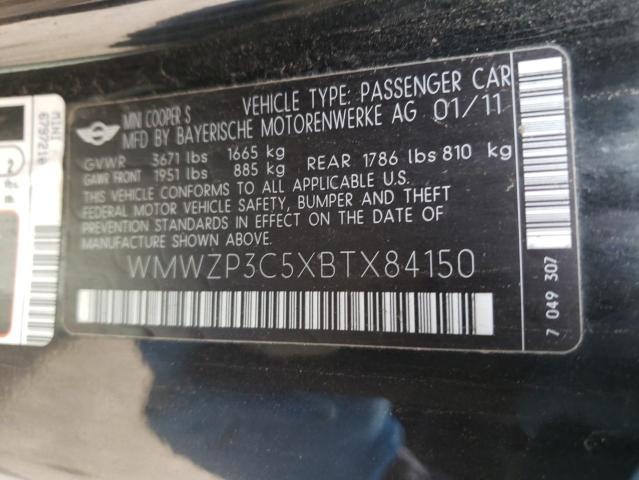 MINI COOPER S VEHICLE TYPE: PASSENGER CAR
MFD BY BAYERISCHE MOTORENWERKE AG 01/11
GVWR 3671 lbs 1665 kg
GAWR FRONT 1951 lbs 885 kg REAR 1786 lbs 810 kg
THIS VEHICLE CONFORMS TO ALL APPLICABLE U.S.
FEDERAL MOTOR VEHICLE SAFETY, BUMPER AND THEFT
PREVENTION STANDARDS IN EFFECT ON THE DATE OF
MANUFACTURE SHOWN ABOVE.
WMWZP3C5XBTX84150
7 049 307